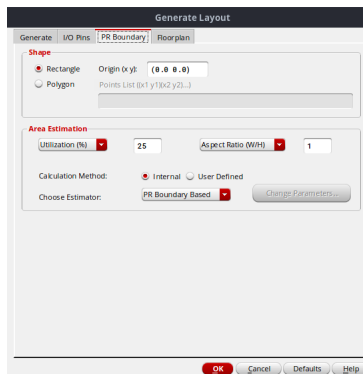 Generate Layout
Generate I/O Pins PR Boundary Floorplan
Shape
Rectangle Origin (x y): (0.0 0.0)
Polygon Points List ((x1 y1)(x2 y2)...)
Area Estimation
Utilization (%) 25 Aspect Ratio (W/H) 1
Calculation Method: Internal User Defined
Choose Estimator: PR Boundary Based Change Parameters...
OK Cancel Defaults Help